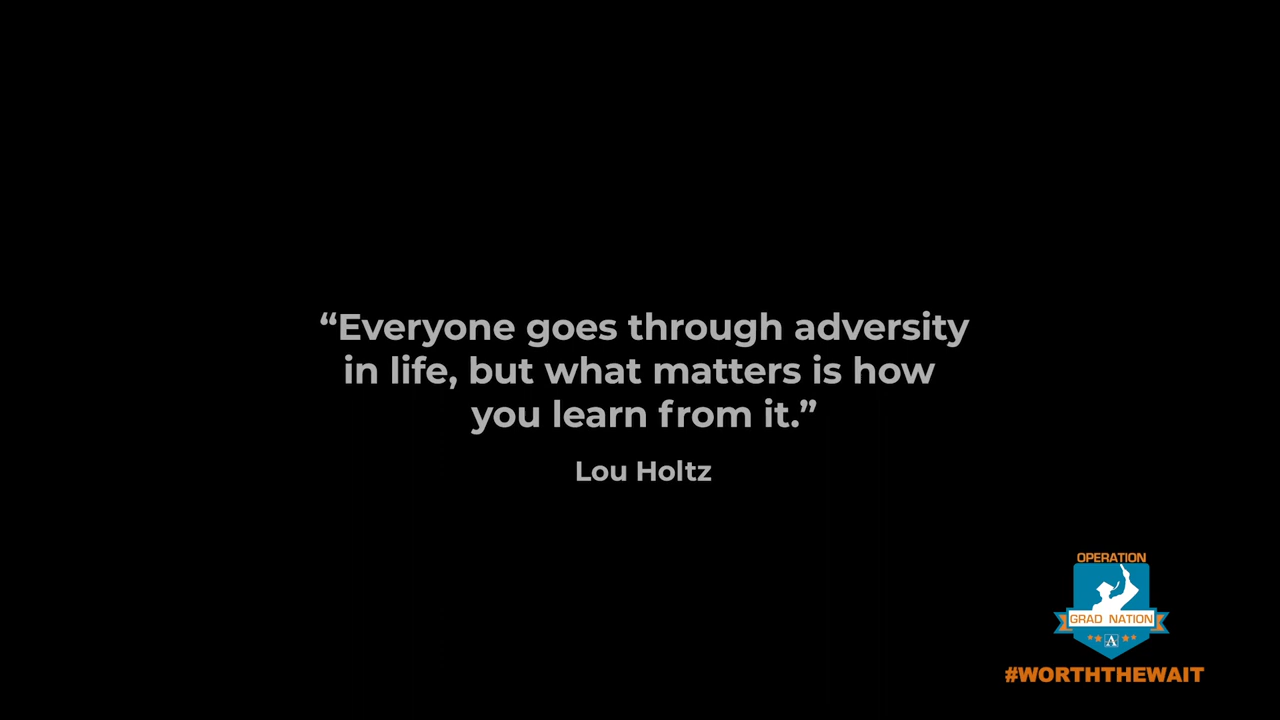 “Everyone goes through adversity
in life, but what matters is how
you learn from it.”
Lou Holtz
OPERATION
GRAD NATION
A
#WORTHTHEWAIT